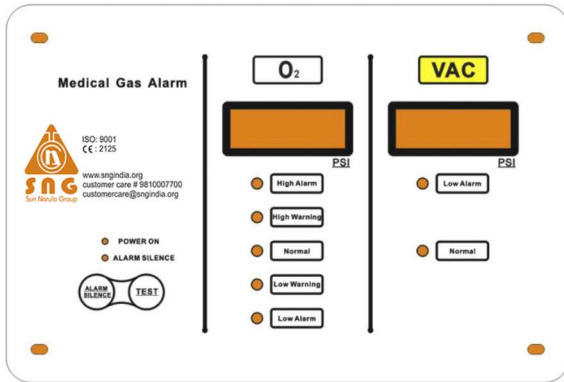 Medical Gas Alarm
ISO: 9001
CE : 2125
www.sngindia.org
customer care # 9810007700
customercare@sngindia.org
SNG
Sun Narula Group
POWER ON
ALARM SILENCE
ALARM SILENCE
TEST
O₂
PSI
High Alarm
High Warning
Normal
Low Warning
Low Alarm
VAC
PSI
Low Alarm
Normal